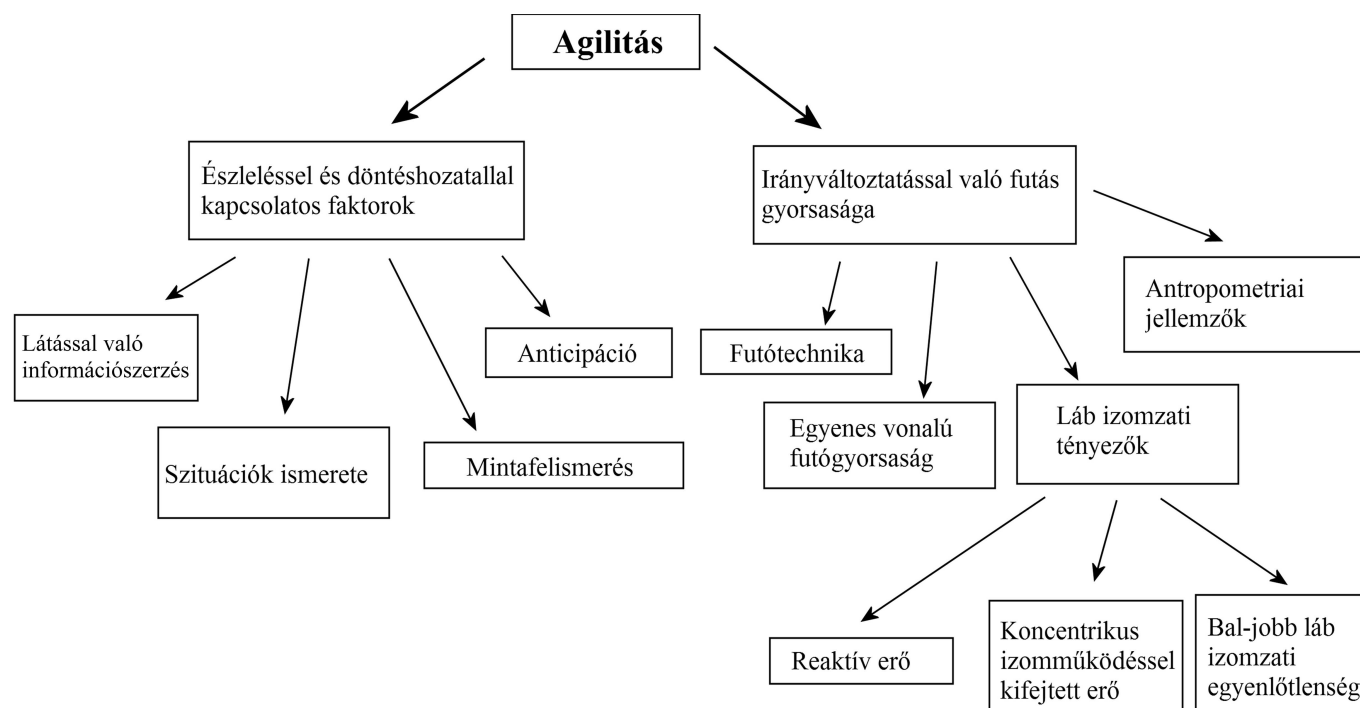 Agilitás
Észleléssel és döntéshozatallal
kapcsolatos faktorok
Irányváltoztatással való futás
gyorsasága
Látással való
információszerzés
Szituációk ismerete
Mintafelismerés
Anticipáció
Futótechnika
Egyenes vonalú
futógyorsaság
Láb izomzati
tényezők
Antropometriai
jellemzők
Reaktív erő
Koncentrikus
izomműködéssel
kifejtett erő
Bal-jobb láb
izomzati
egyenlőtlenség